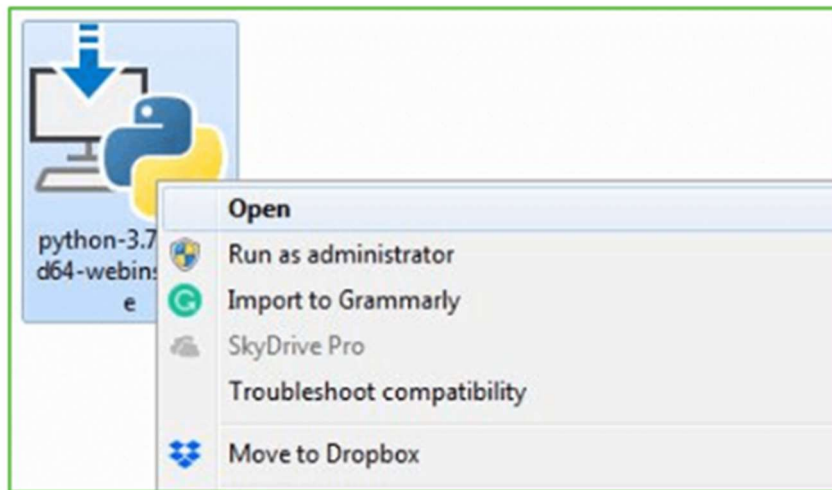 python-3.7
d64-webins
e
Open
Run as administrator
Import to Grammarly
SkyDrive Pro
Troubleshoot compatibility
Move to Dropbox